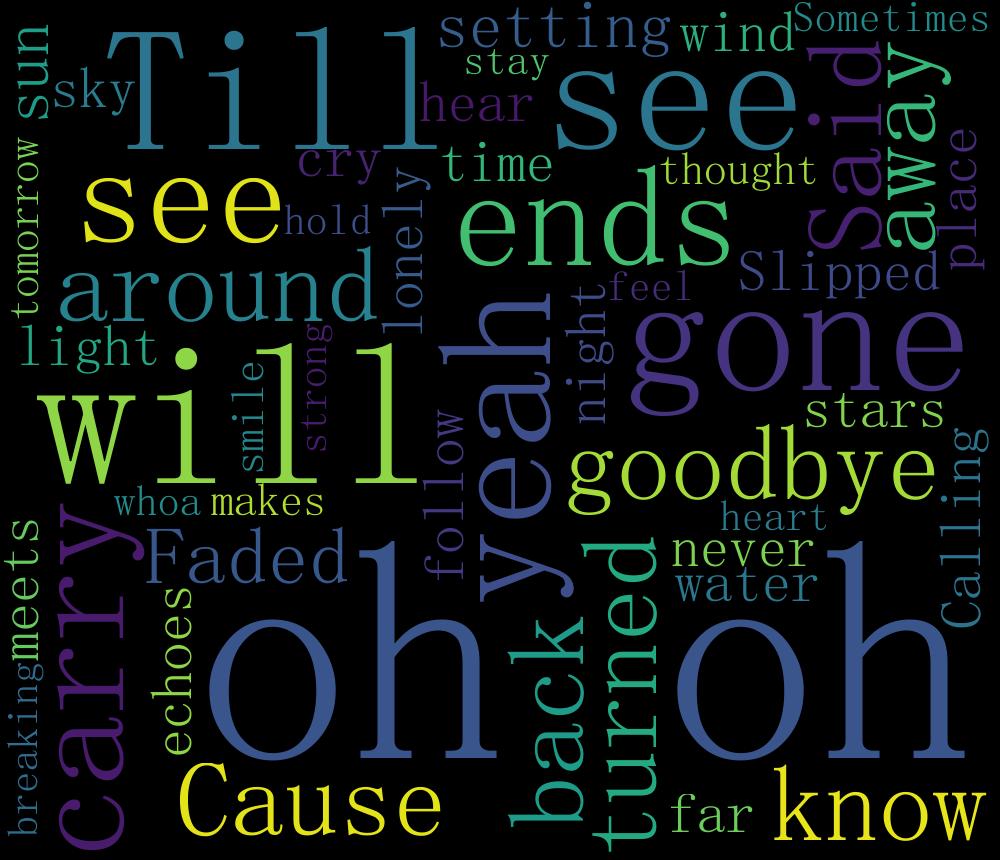 Till
see
setting
wind
Sometimes
sun
sky
stay
hear
Said
away
cry
time
thought
place
tomorrow
see
hold
lonely
ends
around
Slipped
feel
light
strong
smile
yeah
night
gone
will
stars
follow
goodbye
Calling
whoa
makes
heart
meets
carry
Faded
never
water
echoes
oh
back
turned
oh
breaking
Cause
far
know